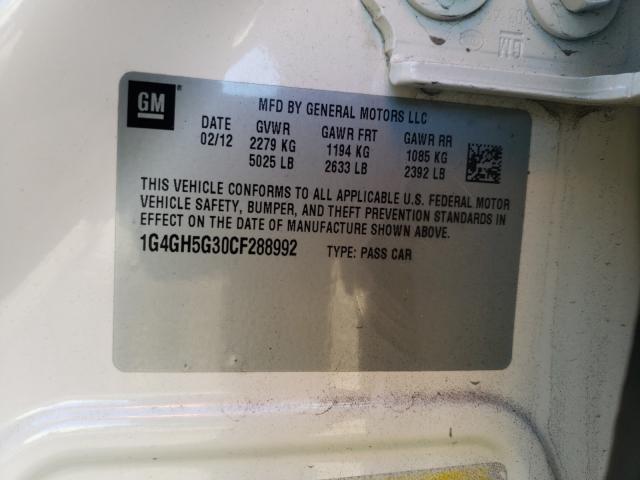 GM
MFD BY GENERAL MOTORS LLC
DATE GVWR GAWR FRT GAWR RR
02/12 2279 KG 1194 KG 1085 KG
5025 LB 2633 LB 2392 LB
THIS VEHICLE CONFORMS TO ALL APPLICABLE U.S. FEDERAL MOTOR
VEHICLE SAFETY, BUMPER, AND THEFT PREVENTION STANDARDS IN
EFFECT ON THE DATE OF MANUFACTURE SHOWN ABOVE.
1G4GH5G30CF288992 TYPE: PASS CAR
GM